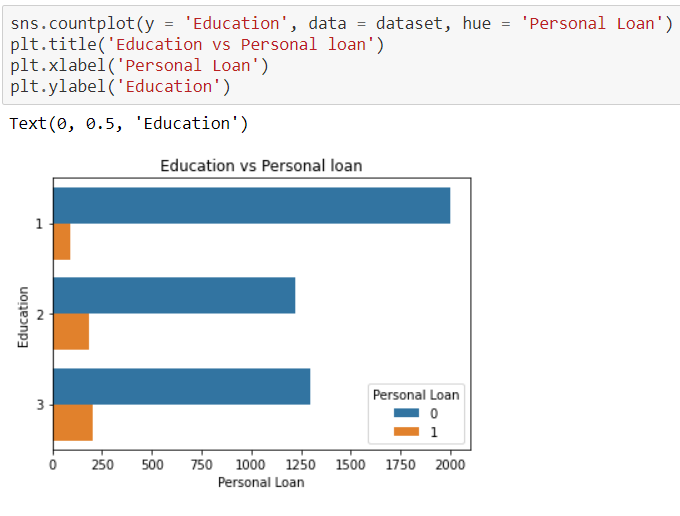 sns.countplot(y = 'Education', data = dataset, hue = 'Personal Loan')
plt.title('Education vs Personal loan')
plt.xlabel('Personal Loan')
plt.ylabel('Education')
Text(0, 0.5, 'Education')
Education vs Personal loan
1
2
3
Education
Personal Loan
0
1
0 250 500 750 1000 1250 1500 1750 2000
Personal Loan